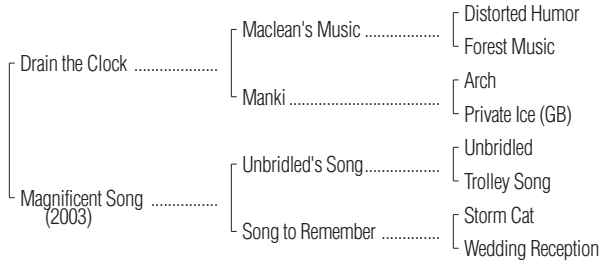 Distorted Humor
Maclean's Music ..................
Forest Music
Drain the Clock ....................
Arch
Manki ....................................
Private Ice (GB)
Unbridled
Unbridled's Song..................
Trolley Song
Magnificent Song ................
(2003)
Storm Cat
Song to Remember ..............
Wedding Reception